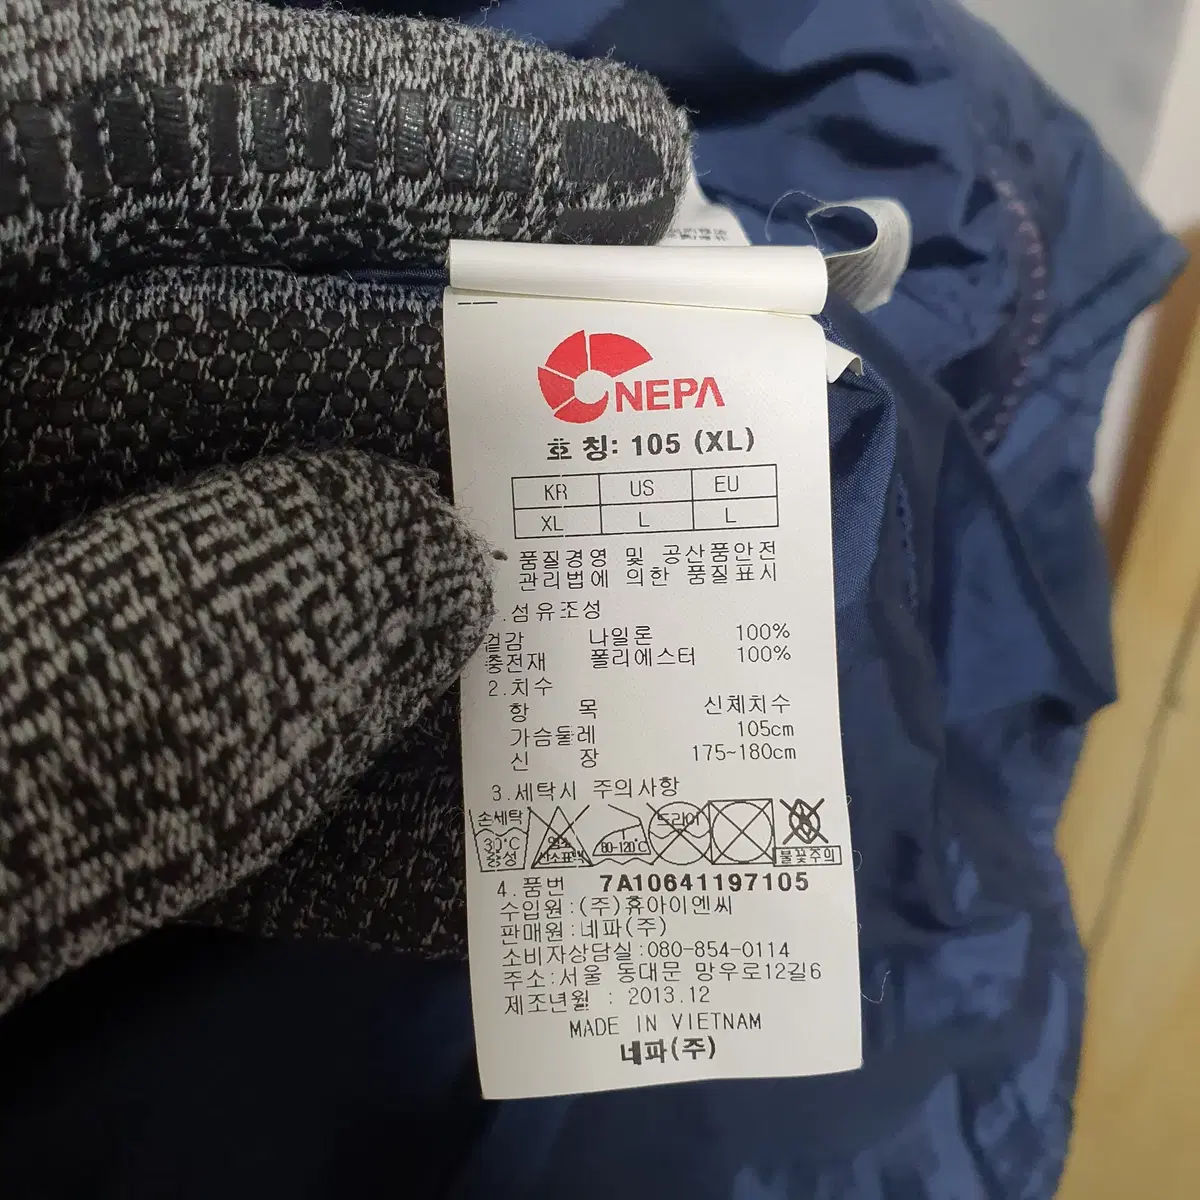 NEPA
호 칭: 105 (XL)
KR US EU
XL L L
품질경영 및 공산품안전
관리법에 의한 품질표시
.섬유조성
겉감 나일론 100%
충전재 폴리에스터 100%
2.치수
항 목 신체치수
가슴둘레 105cm
신 장 175~180cm
3.세탁시 주의사항
손세탁 30℃ 중성 80-120℃ 드라이 불꽃주의
4.품번 7A10641197105
수입원:(주)휴아이엔씨
판매원:네파(주)
소비자상담실:080-854-0114
주소:서울 동대문 망우로12길6
제조년월 : 2013.12
MADE IN VIETNAM
네파(주)